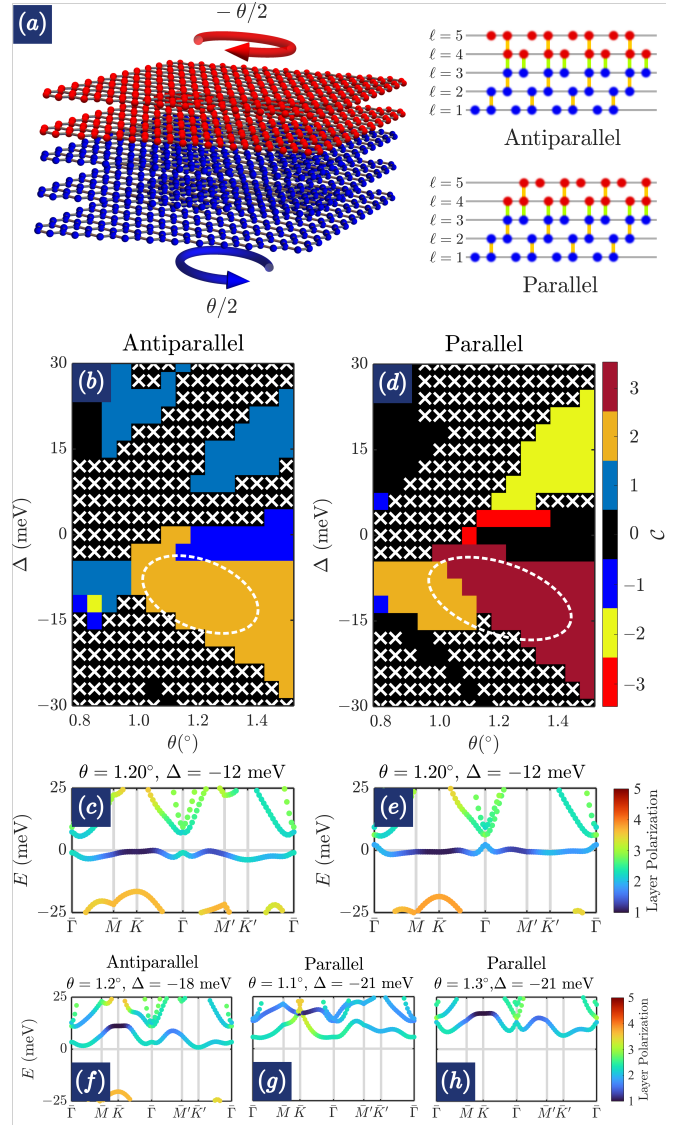 (a)
− θ/2
θ/2
ℓ = 5
ℓ = 4
ℓ = 3
ℓ = 2
ℓ = 1
Antiparallel
ℓ = 5
ℓ = 4
ℓ = 3
ℓ = 2
ℓ = 1
Parallel
Antiparallel
(b)
30
15
0
−15
−30
Δ (meV)
0.8 1.0 1.2 1.4
θ(°)
Parallel
(d)
30
15
0
−15
−30
Δ (meV)
0.8 1.0 1.2 1.4
θ(°)
3
2
1
0
−1
−2
−3
C
θ = 1.20°, Δ = −12 meV
(c)
25
0
−25
E (meV)
Γ̄ M̄ K̄ Γ̄ M̄′ K̄′ Γ̄
θ = 1.20°, Δ = −12 meV
(e)
25
0
−25
E (meV)
Γ̄ M̄ K̄ Γ̄ M̄′ K̄′ Γ̄
5
4
3
2
1
Layer Polarization
Antiparallel
θ = 1.2°, Δ = −18 meV
(f)
25
0
−25
E (meV)
Γ̄ M̄ K̄ Γ̄ M̄′ K̄′ Γ̄
Parallel
θ = 1.1°, Δ = −21 meV
(g)
Γ̄ M̄ K̄ Γ̄ M̄′ K̄′ Γ̄
Parallel
θ = 1.3°, Δ = −21 meV
(h)
Γ̄ M̄ K̄ Γ̄ M̄′ K̄′ Γ̄
5
4
3
2
1
Layer Polarization